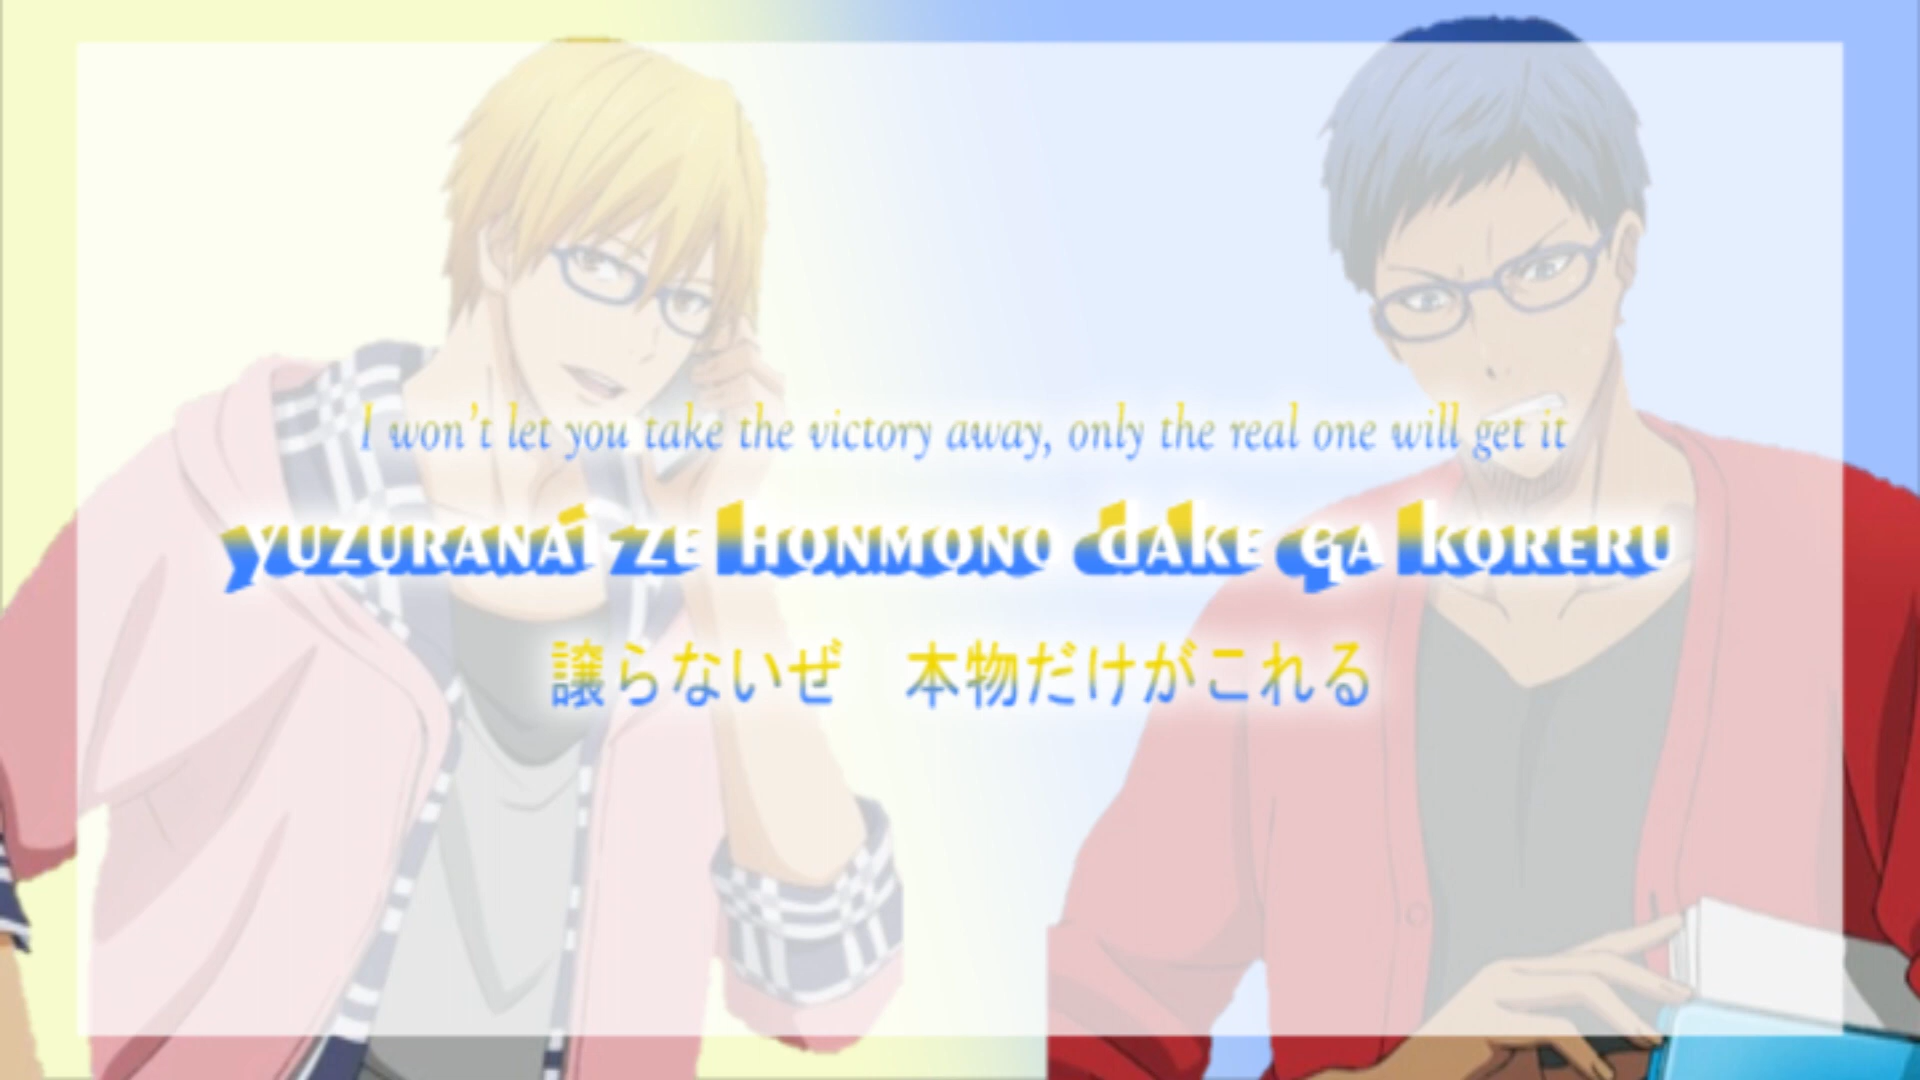 I won't let you take the victory away, only the real one will get it
yuzuranai ze honmono dake ga koreru
譲らないぜ　本物だけがこれる